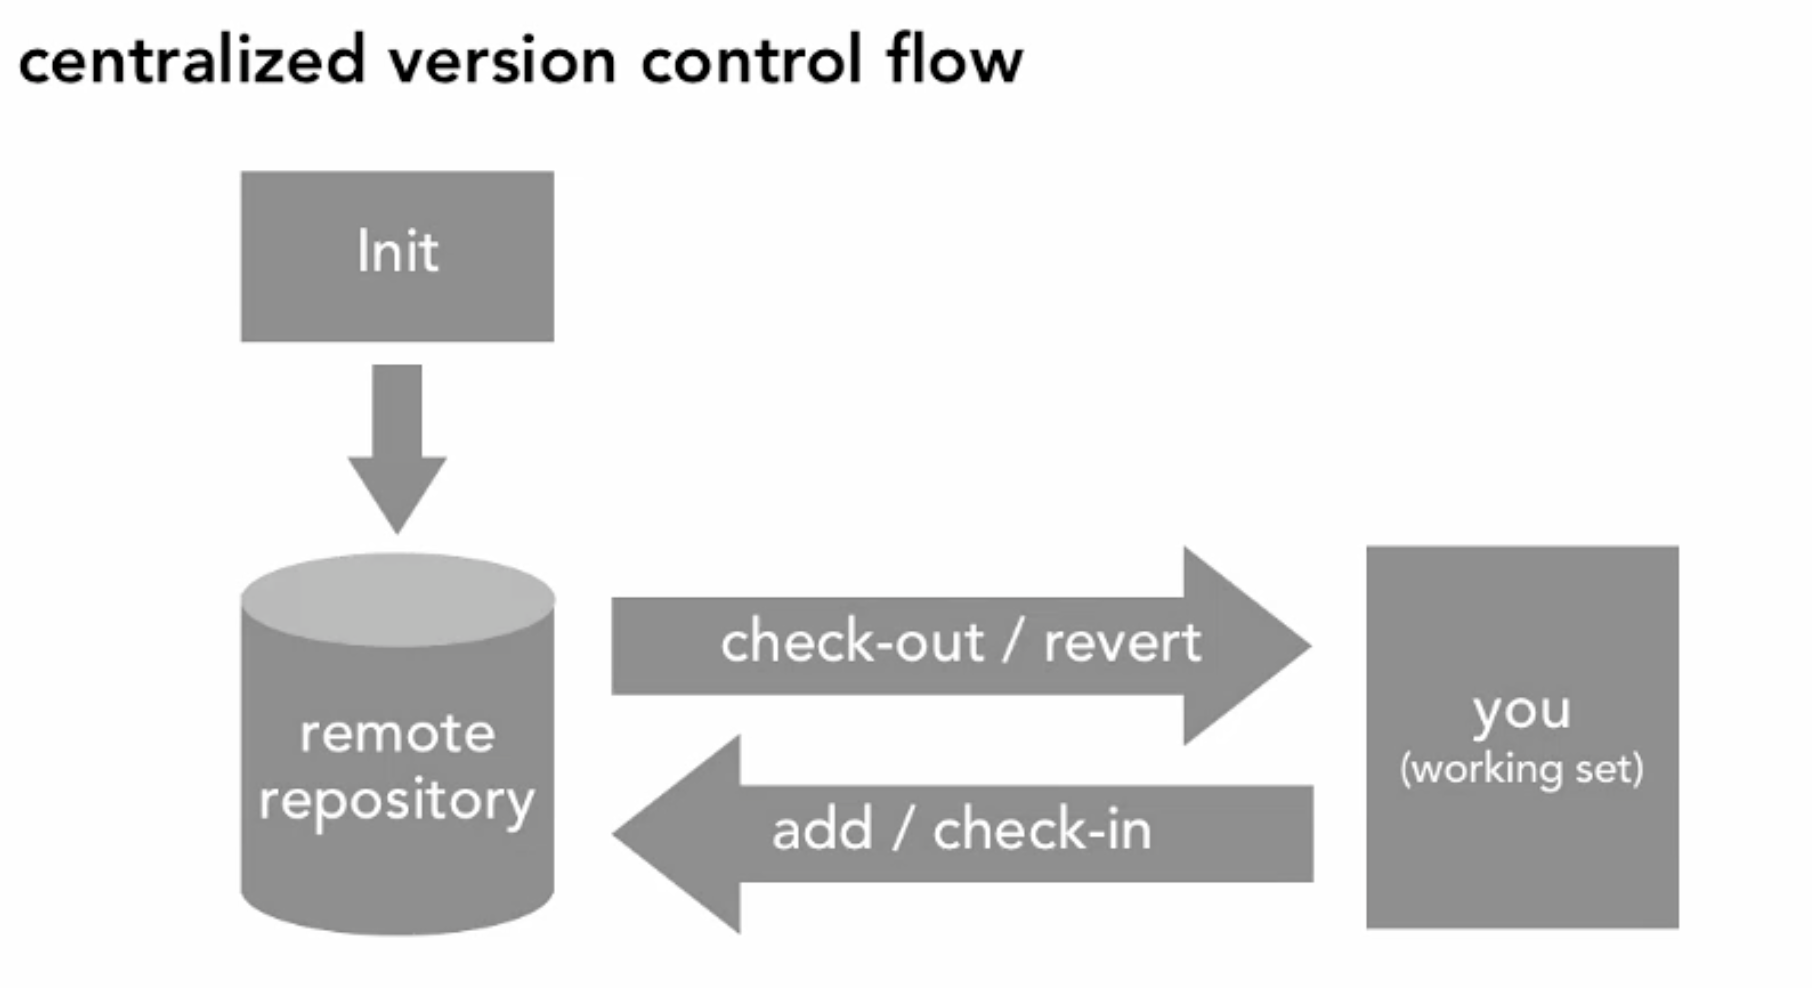 centralized version control flow
Init
check-out / revert
remote
repository
you
(working set)
add / check-in